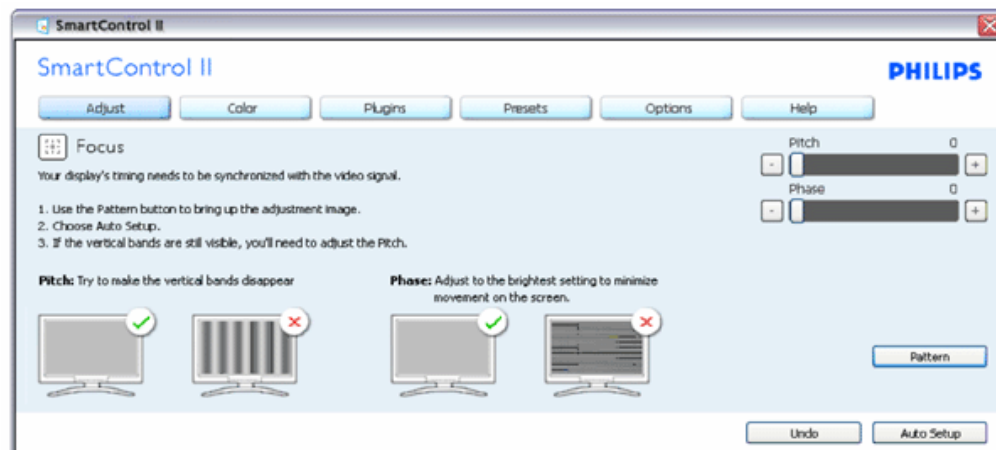 SmartControl II
SmartControl II
PHILIPS
Adjust Color Plugins Presets Options Help
Focus
Your display's timing needs to be synchronized with the video signal.
1. Use the Pattern button to bring up the adjustment image.
2. Choose Auto Setup.
3. If the vertical bands are still visible, you'll need to adjust the Pitch.
Pitch 0
- +
Phase 0
- +
Pitch: Try to make the vertical bands disappear
Phase: Adjust to the brightest setting to minimize
movement on the screen.
Pattern
Undo Auto Setup